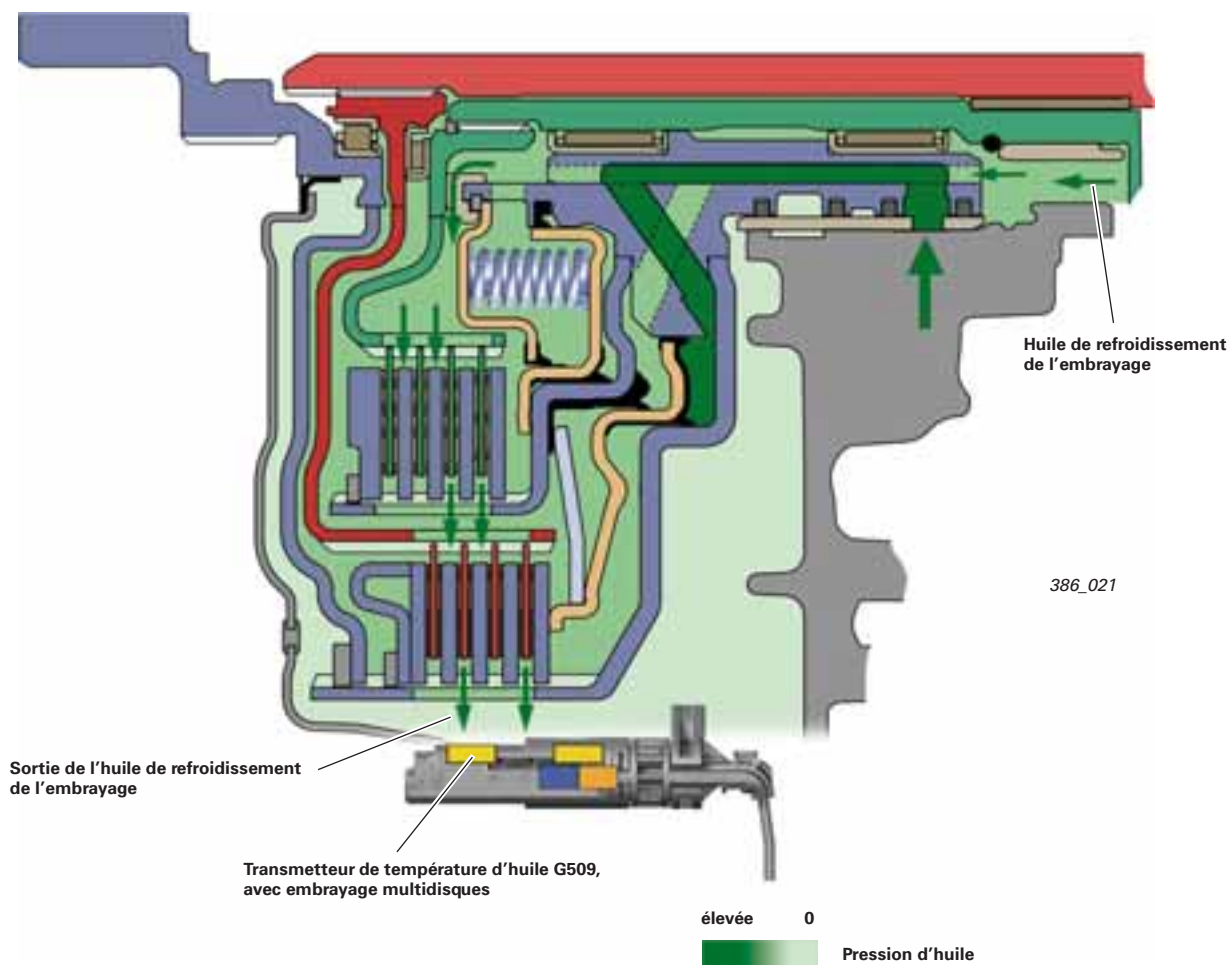 Huile de refroidissement
de l'embrayage
386_021
Sortie de l'huile de refroidissement
de l'embrayage
Transmetteur de température d'huile G509,
avec embrayage multidisques
élevée 0
Pression d'huile